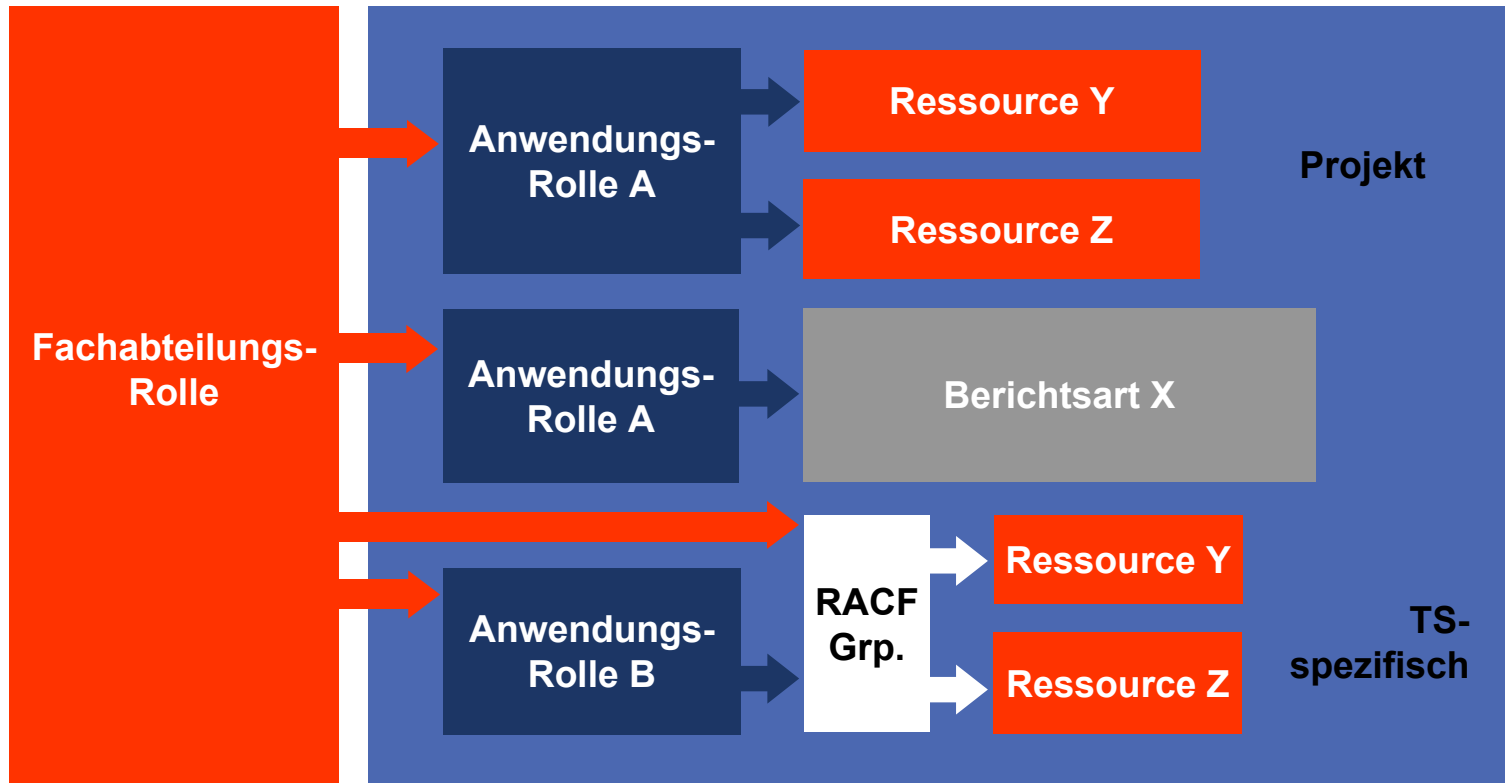 Fachabteilungs-
Rolle
Anwendungs-
Rolle A
Ressource Y
Ressource Z
Projekt
Anwendungs-
Rolle A
Berichtsart X
Anwendungs-
Rolle B
RACF
Grp.
Ressource Y
Ressource Z
TS-
spezifisch